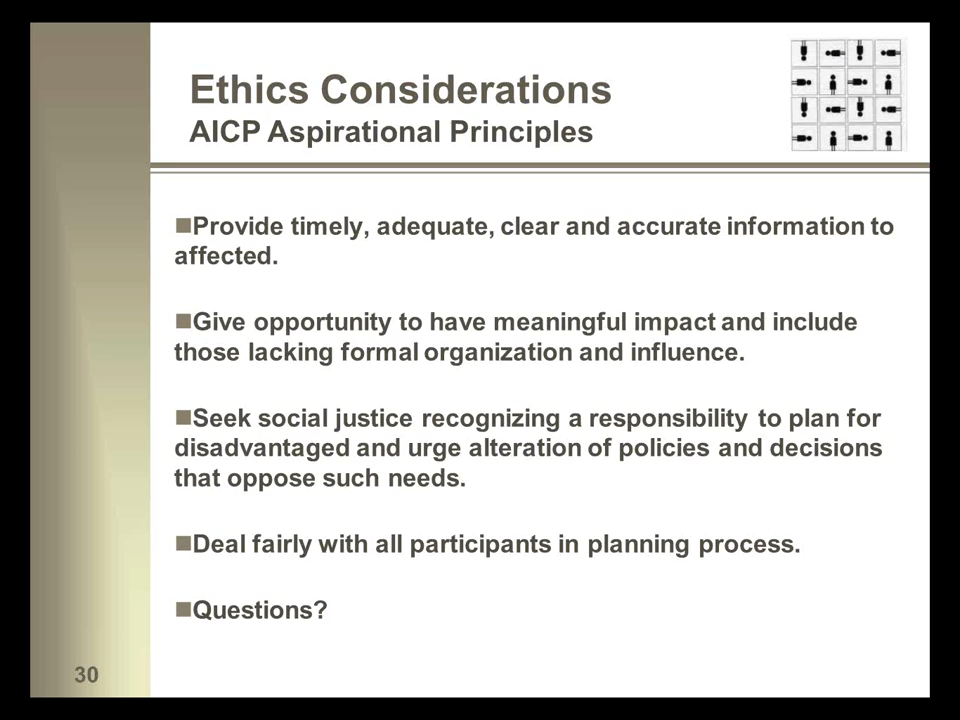 Ethics Considerations
AICP Aspirational Principles
Provide timely, adequate, clear and accurate information to
affected.
Give opportunity to have meaningful impact and include
those lacking formal organization and influence.
Seek social justice recognizing a responsibility to plan for
disadvantaged and urge alteration of policies and decisions
that oppose such needs.
Deal fairly with all participants in planning process.
Questions?
30